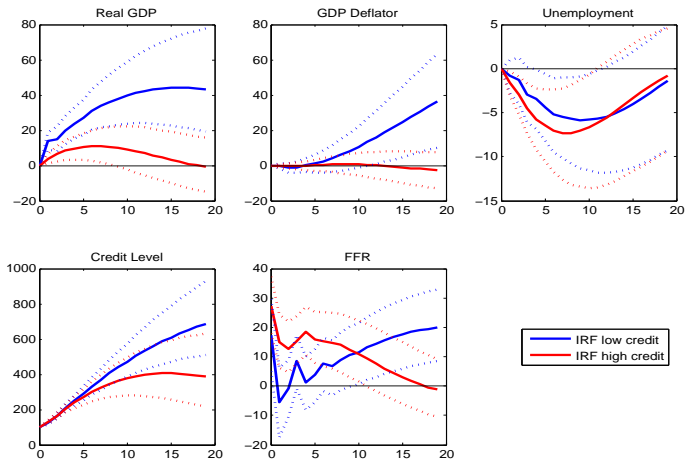 Real GDP
80
60
40
20
0
−20
0 5 10 15 20
GDP Deflator
80
60
40
20
0
−20
0 5 10 15 20
Unemployment
0
−5
−10
−15
0 5 10 15 20
Credit Level
1000
800
600
400
200
0
0 5 10 15 20
FFR
40
30
20
10
0
−10
−20
0 5 10 15 20
IRF low credit
IRF high credit